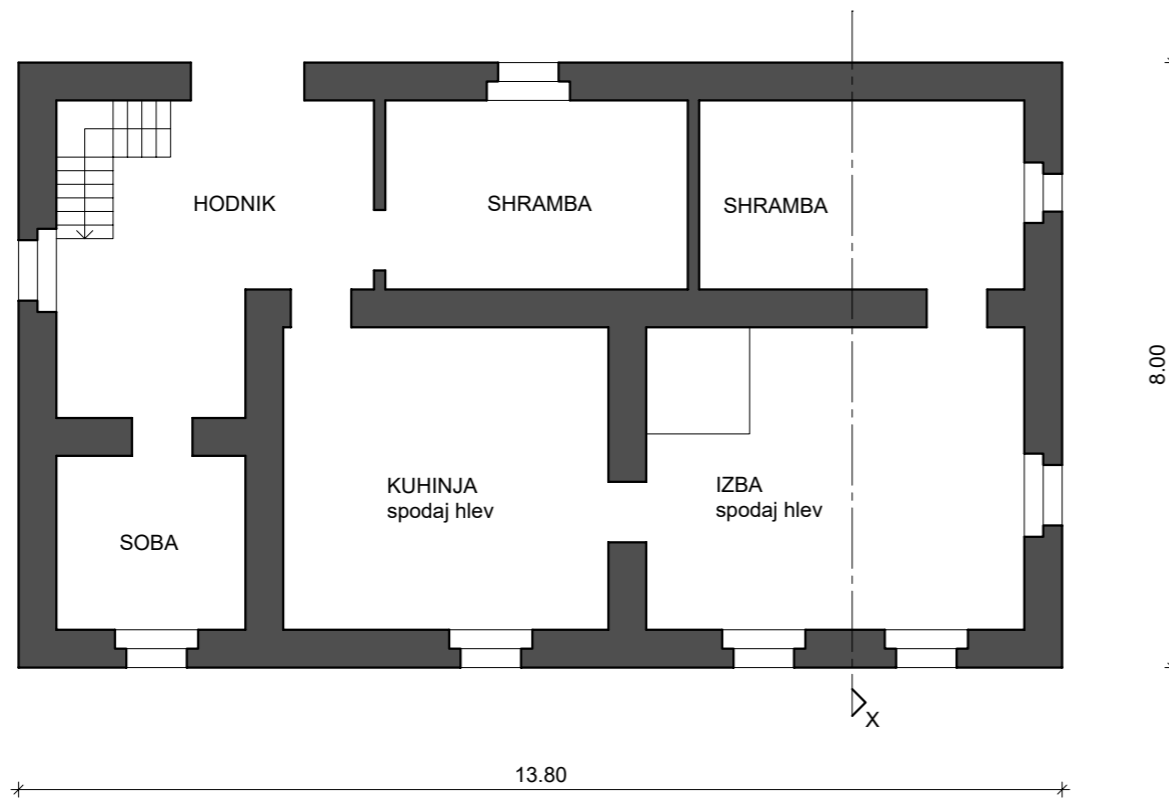 HODNIK
SHRAMBA
SHRAMBA
8.00
KUHINJA
spodaj hlev
IZBA
spodaj hlev
SOBA
X
13.80